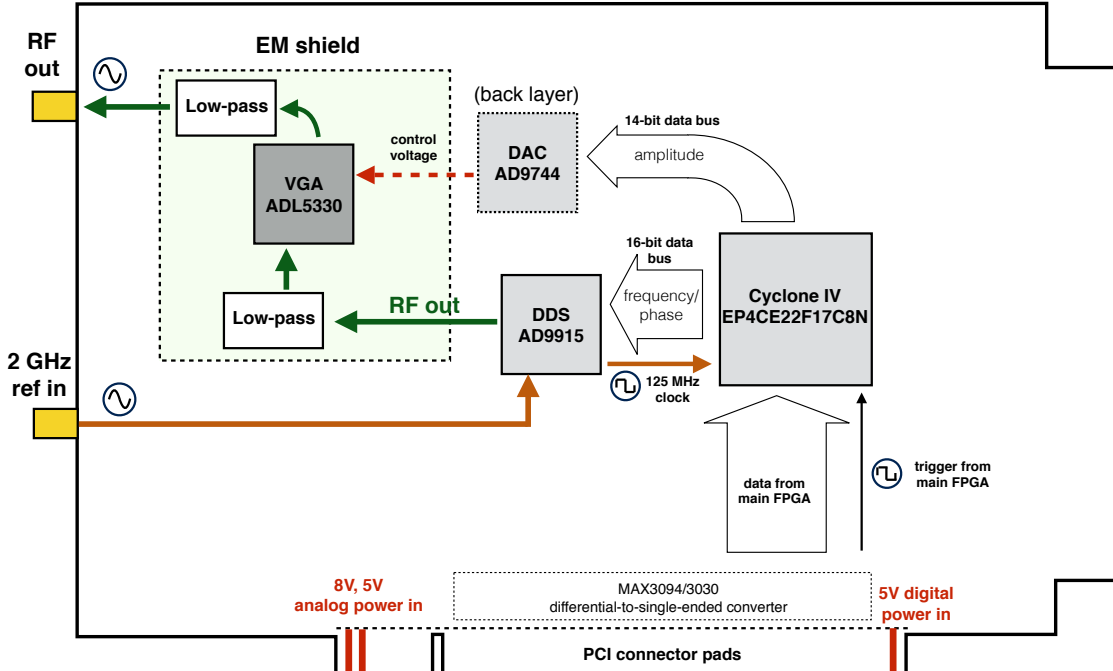 RF
out
EM shield
Low-pass
VGA
ADL5330
Low-pass
control
voltage
(back layer)
DAC
AD9744
14-bit data bus
amplitude
16-bit data
bus
frequency/
phase
RF out
DDS
AD9915
Cyclone IV
EP4CE22F17C8N
125 MHz
clock
2 GHz
ref in
data from
main FPGA
trigger from
main FPGA
8V, 5V
analog power in
MAX3094/3030
differential-to-single-ended converter
5V digital
power in
PCI connector pads